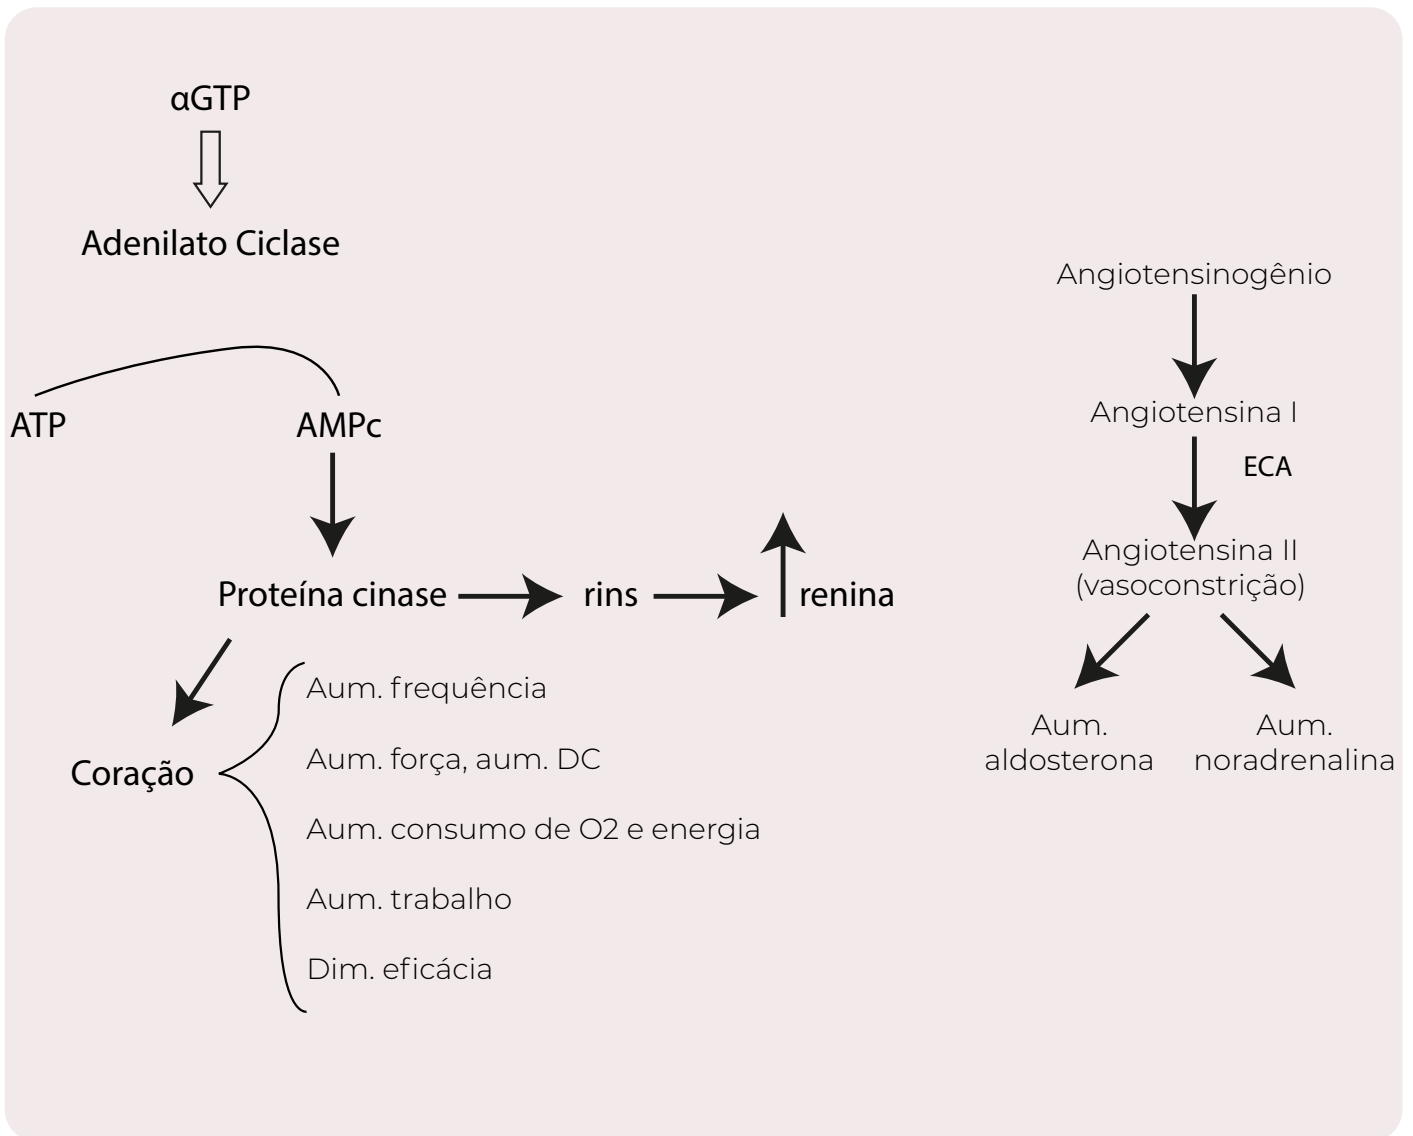 αGTP
Adenilato Ciclase
ATP
AMPc
Proteína cinase
rins
renina
Coração
Aum. frequência
Aum. força, aum. DC
Aum. consumo de O2 e energia
Aum. trabalho
Dim. eficácia
Angiotensinogênio
Angiotensina I
ECA
Angiotensina II
(vasoconstrição)
Aum.
aldosterona
Aum.
noradrenalina